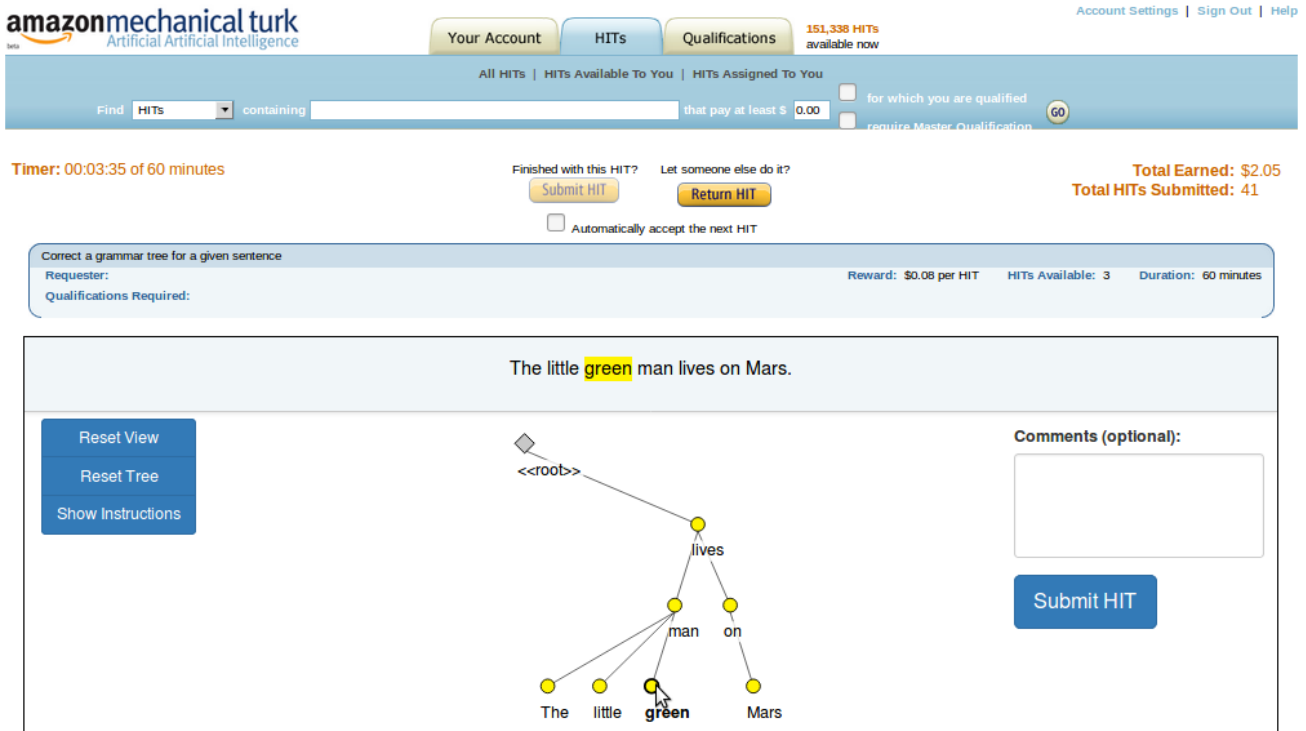 amazonmechanical turk
beta
Artificial Artificial Intelligence
Your Account
HITs
Qualifications
151,338 HITs
available now
Account Settings | Sign Out | Help
All HITs | HITs Available To You | HITs Assigned To You
Find HITs containing that pay at least $ 0.00
for which you are qualified
require Master Qualification
GO
Timer: 00:03:35 of 60 minutes
Finished with this HIT? Let someone else do it?
Submit HIT Return HIT
Automatically accept the next HIT
Total Earned: $2.05
Total HITs Submitted: 41
Correct a grammar tree for a given sentence
Requester:
Reward: $0.08 per HIT HITs Available: 3 Duration: 60 minutes
Qualifications Required:
The little green man lives on Mars.
Reset View
Reset Tree
Show Instructions
<<root>>
lives
man on
The little green Mars
Comments (optional):
Submit HIT